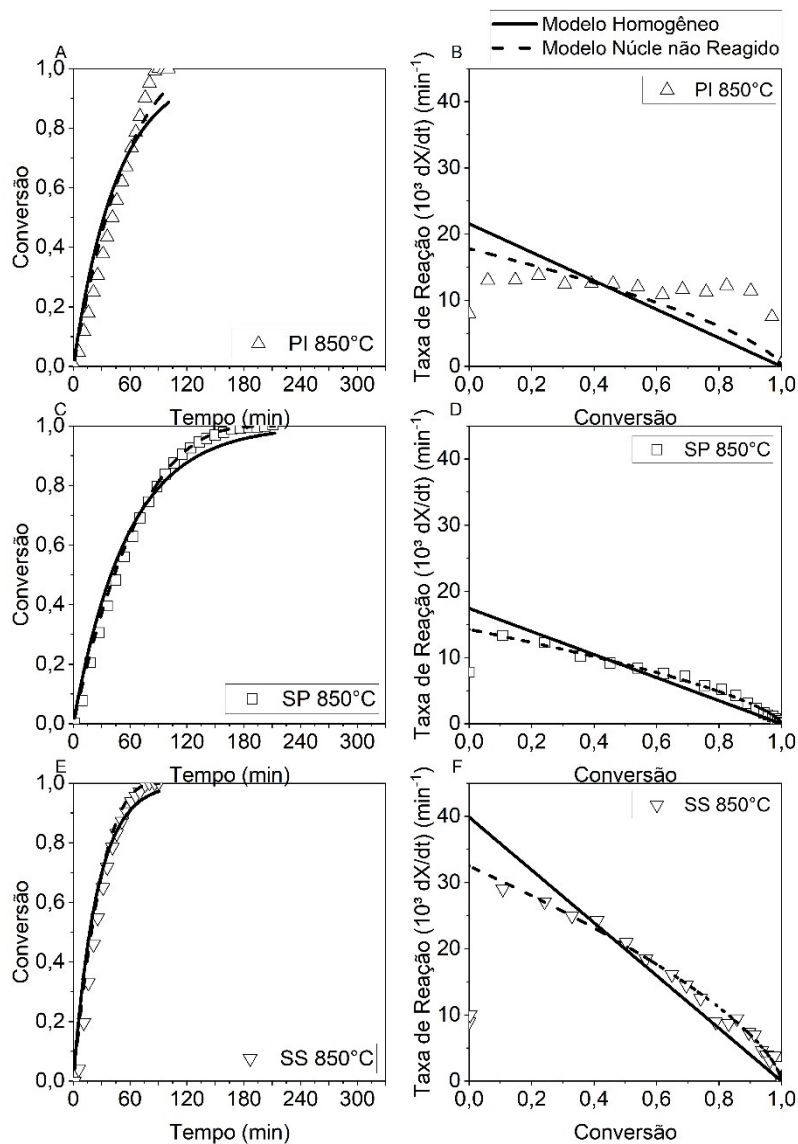 Modelo Homogêneo
Modelo Núcle não Reagido
A
1,0
0,8
0,6
0,4
0,2
0,0
0 60 120 180 240 300
Conversão
Tempo (min)
PI 850°C
B
40
30
20
10
0
0,0 0,2 0,4 0,6 0,8 1,0
Taxa de Reação (10³ dX/dt) (min⁻¹)
Conversão
PI 850°C
C
1,0
0,8
0,6
0,4
0,2
0,0
0 60 120 180 240 300
Conversão
Tempo (min)
SP 850°C
D
40
30
20
10
0
0,0 0,2 0,4 0,6 0,8 1,0
Taxa de Reação (10³ dX/dt) (min⁻¹)
Conversão
SP 850°C
E
1,0
0,8
0,6
0,4
0,2
0,0
0 60 120 180 240 300
Conversão
Tempo (min)
SS 850°C
F
40
30
20
10
0
0,0 0,2 0,4 0,6 0,8 1,0
Taxa de Reação (10³ dX/dt) (min⁻¹)
Conversão
SS 850°C